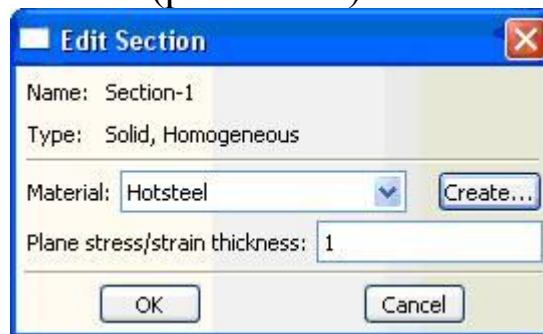 Edit Section
Name: Section-1
Type: Solid, Homogeneous
Material: Hotsteel Create...
Plane stress/strain thickness: 1
OK Cancel